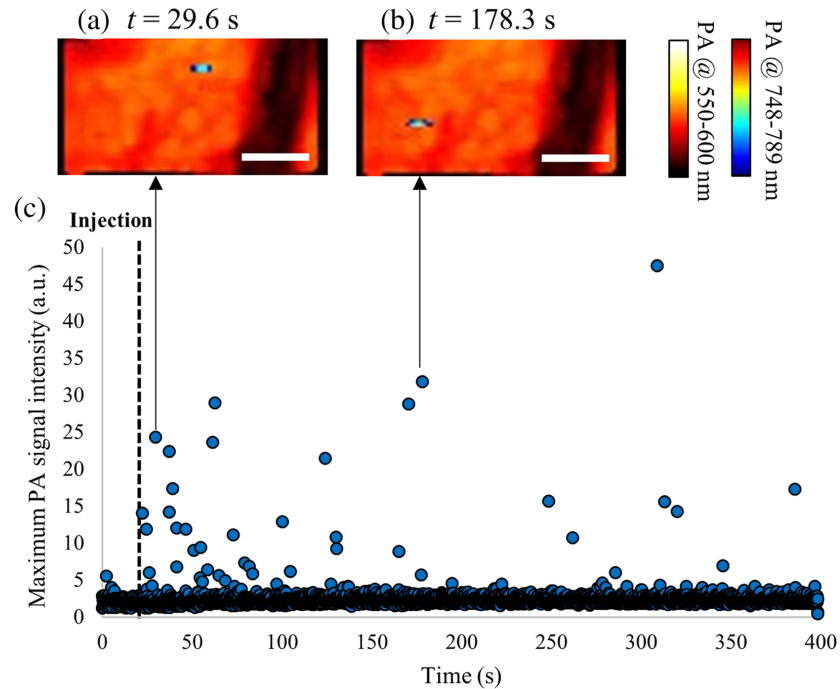 (a) t = 29.6 s
(b) t = 178.3 s
PA @ 550-600 nm
PA @ 748-789 nm
(c)
Injection
Maximum PA signal intensity (a.u.)
50
45
40
35
30
25
20
15
10
5
0
0 50 100 150 200 250 300 350 400
Time (s)